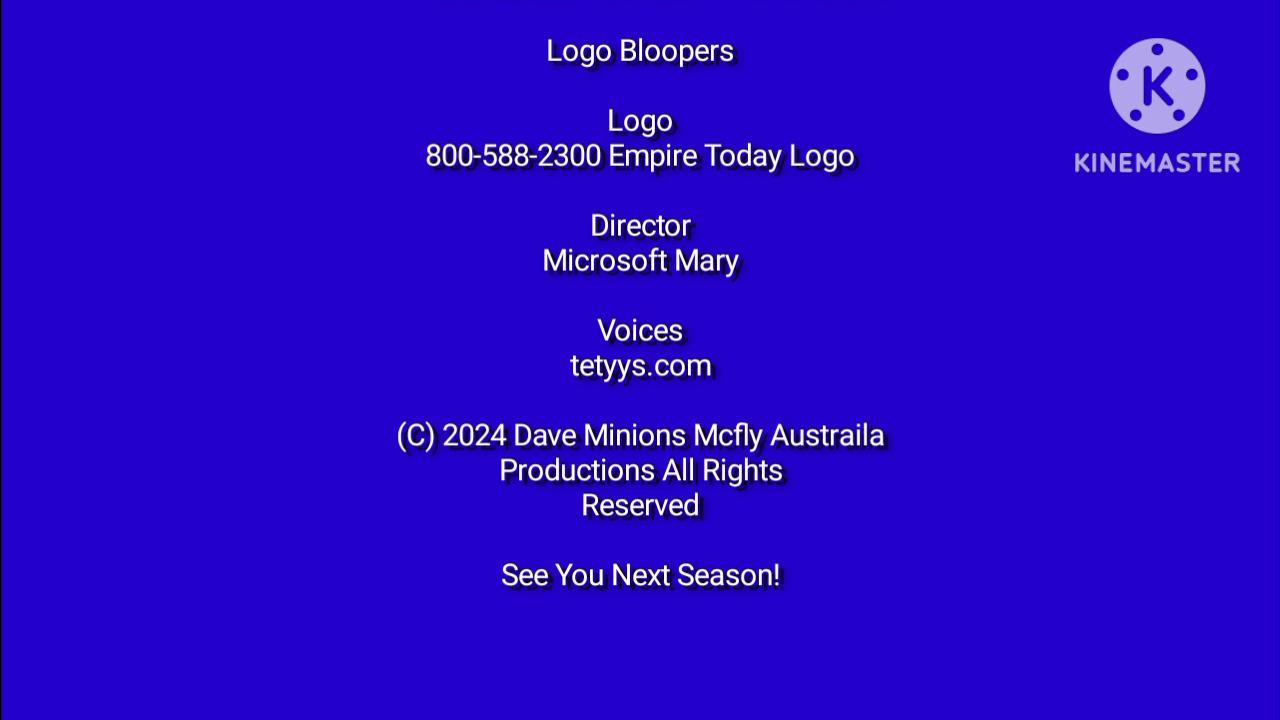 Logo Bloopers
Logo
800-588-2300 Empire Today Logo
Director
Microsoft Mary
Voices
tetyys.com
(C) 2024 Dave Minions Mcfly Austraila
Productions All Rights
Reserved
See You Next Season!
K
KINEMASTER